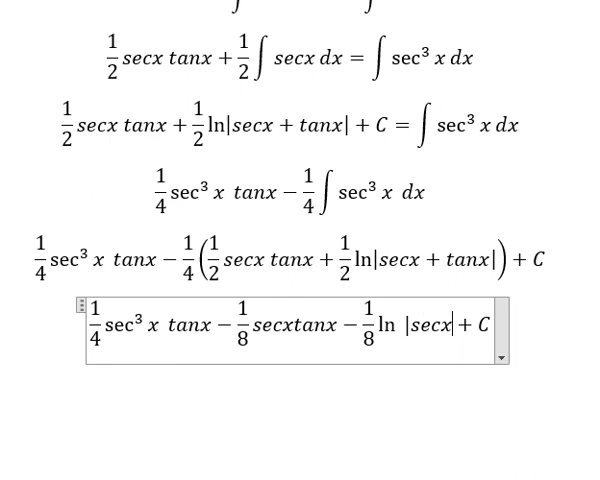 1/2 secx tanx + 1/2 ∫ secx dx = ∫ sec³ x dx
1/2 secx tanx + 1/2 ln|secx + tanx| + C = ∫ sec³ x dx
1/4 sec³ x tanx − 1/4 ∫ sec³ x dx
1/4 sec³ x tanx − 1/4 (1/2 secx tanx + 1/2 ln|secx + tanx|) + C
1/4 sec³ x tanx − 1/8 secxtanx − 1/8 ln |secx| + C